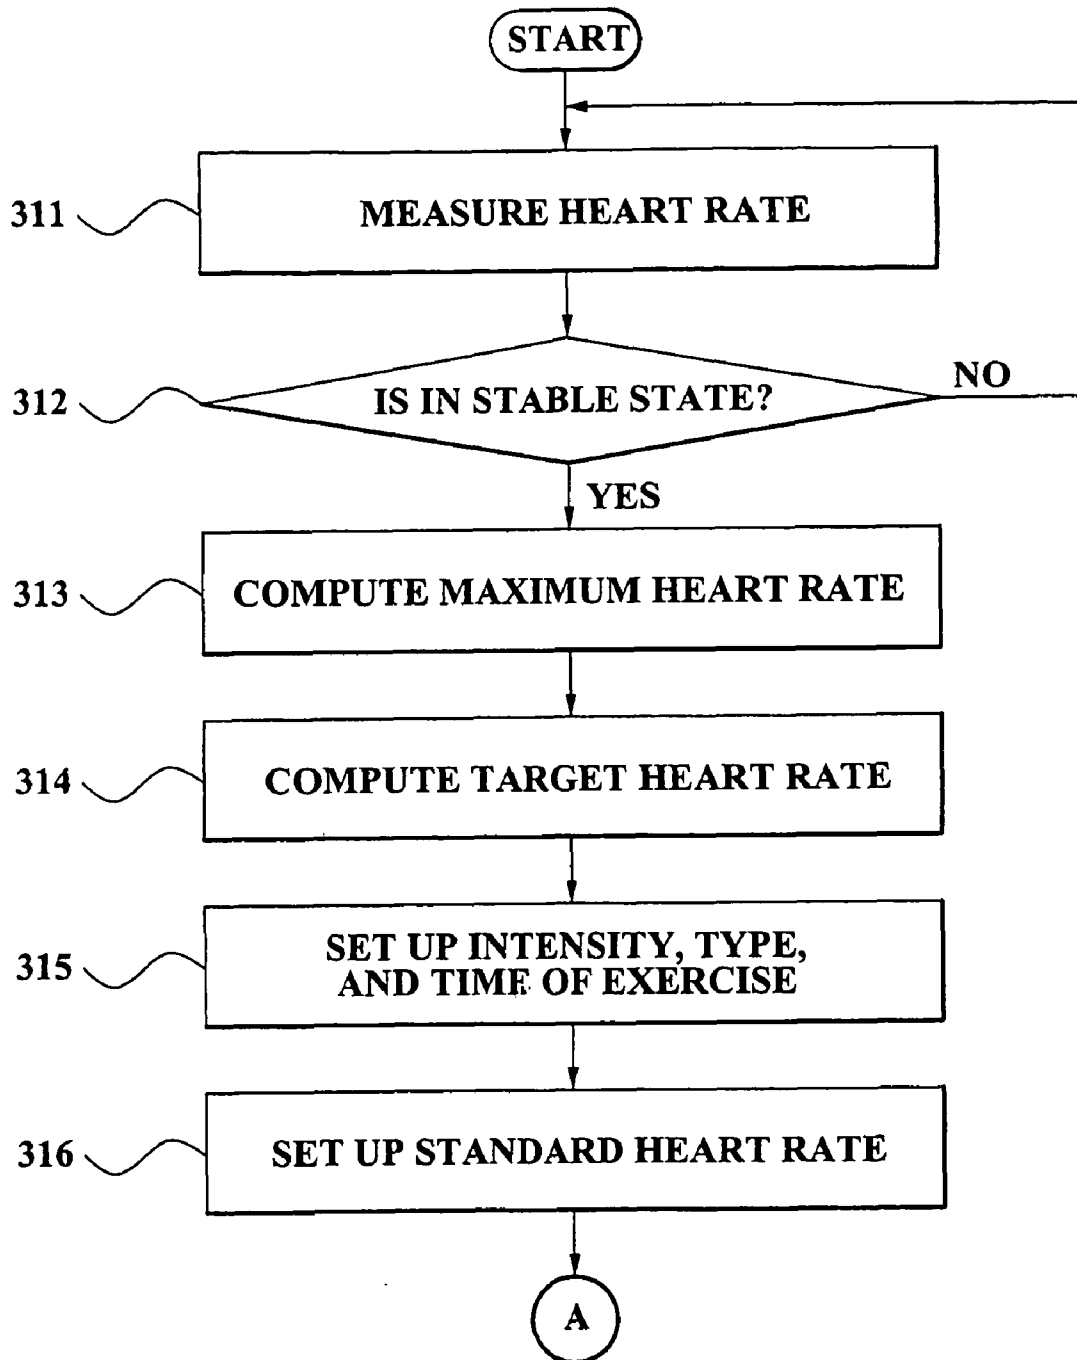 START
311
MEASURE HEART RATE
312
IS IN STABLE STATE?
NO
YES
313
COMPUTE MAXIMUM HEART RATE
314
COMPUTE TARGET HEART RATE
315
SET UP INTENSITY, TYPE,
AND TIME OF EXERCISE
316
SET UP STANDARD HEART RATE
A